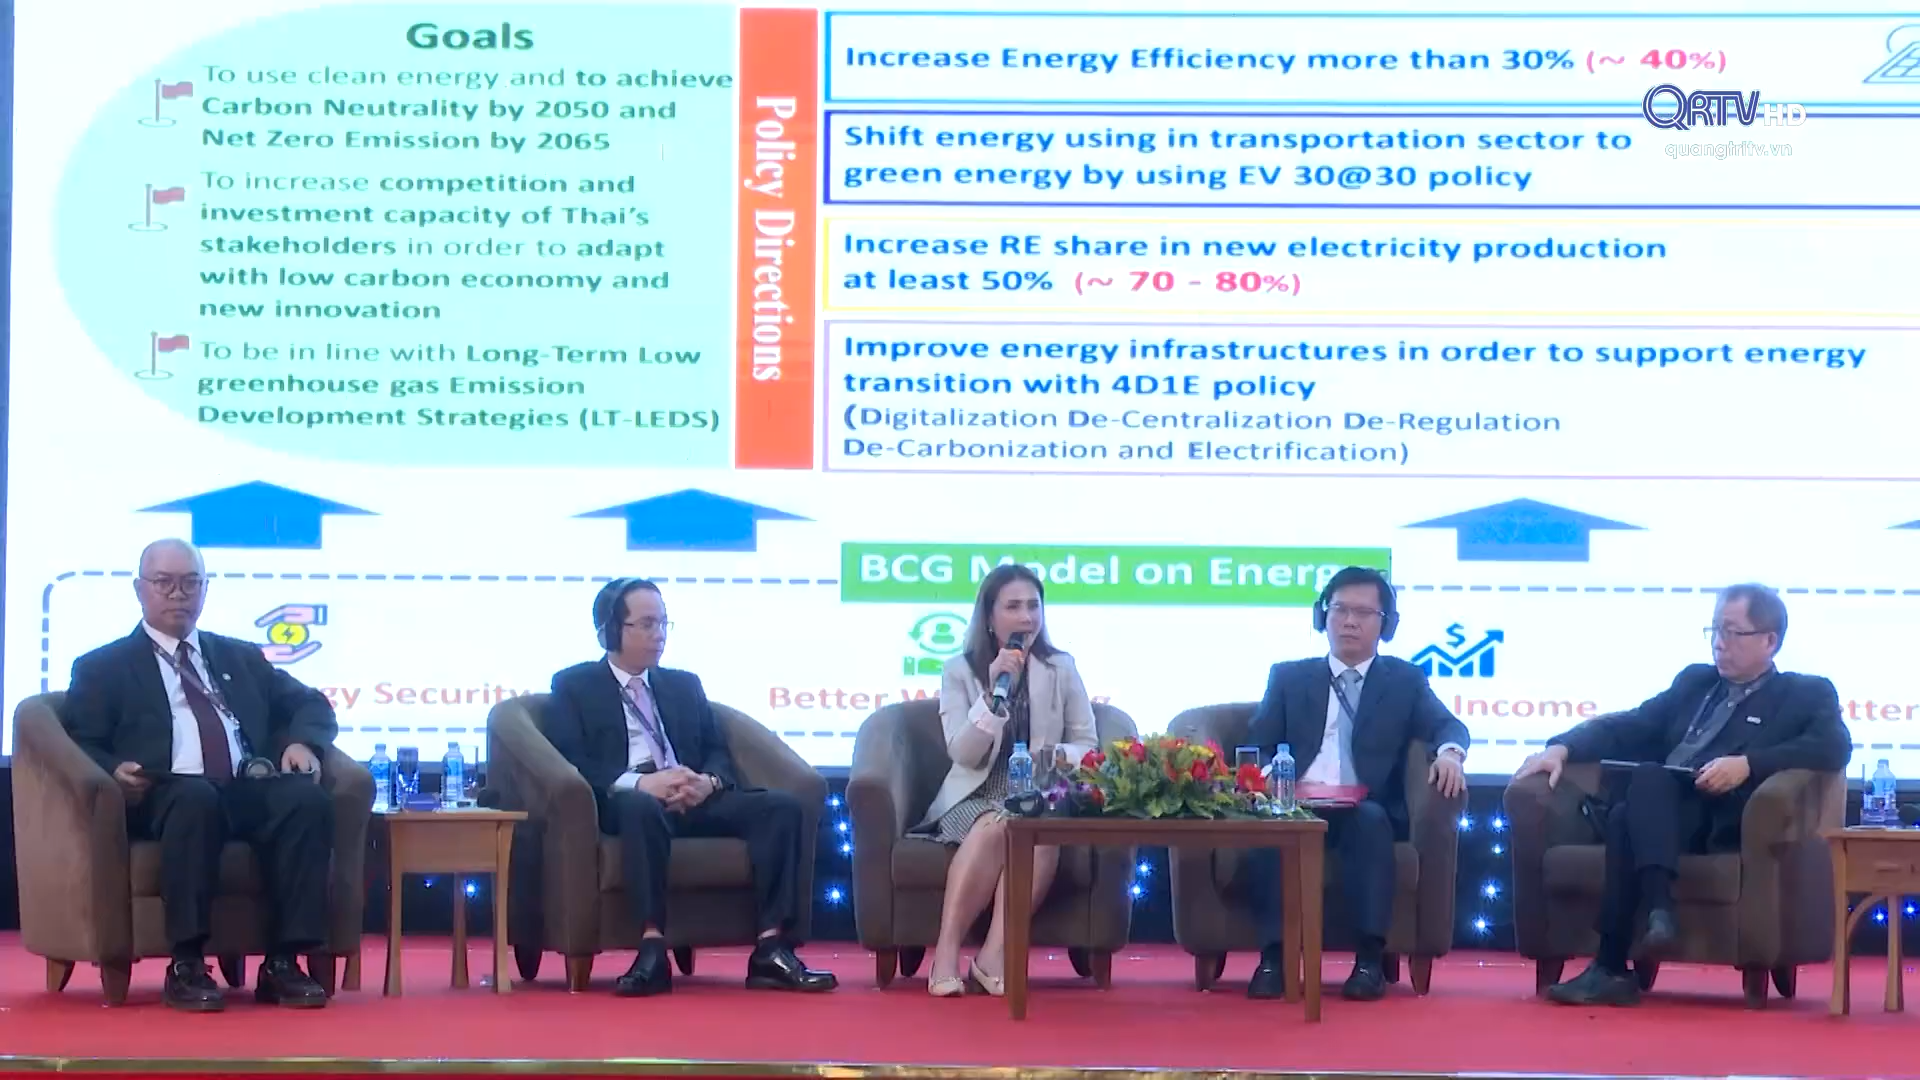 Goals
To use clean energy and to achieve
Carbon Neutrality by 2050 and
Net Zero Emission by 2065
To increase competition and
investment capacity of Thai's
stakeholders in order to adapt
with low carbon economy and
new innovation
To be in line with Long-Term Low
greenhouse gas Emission
Development Strategies (LT-LEDS)
Policy Directions
Increase Energy Efficiency more than 30% (~ 40%)
Shift energy using in transportation sector to
green energy by using EV 30@30 policy
Increase RE share in new electricity production
at least 50% (~ 70 - 80%)
Improve energy infrastructures in order to support energy
transition with 4D1E policy
(Digitalization De-Centralization De-Regulation
De-Carbonization and Electrification)
QRTV HD
quangtritv.vn
BCG Model on Energy
Security
Better
Income